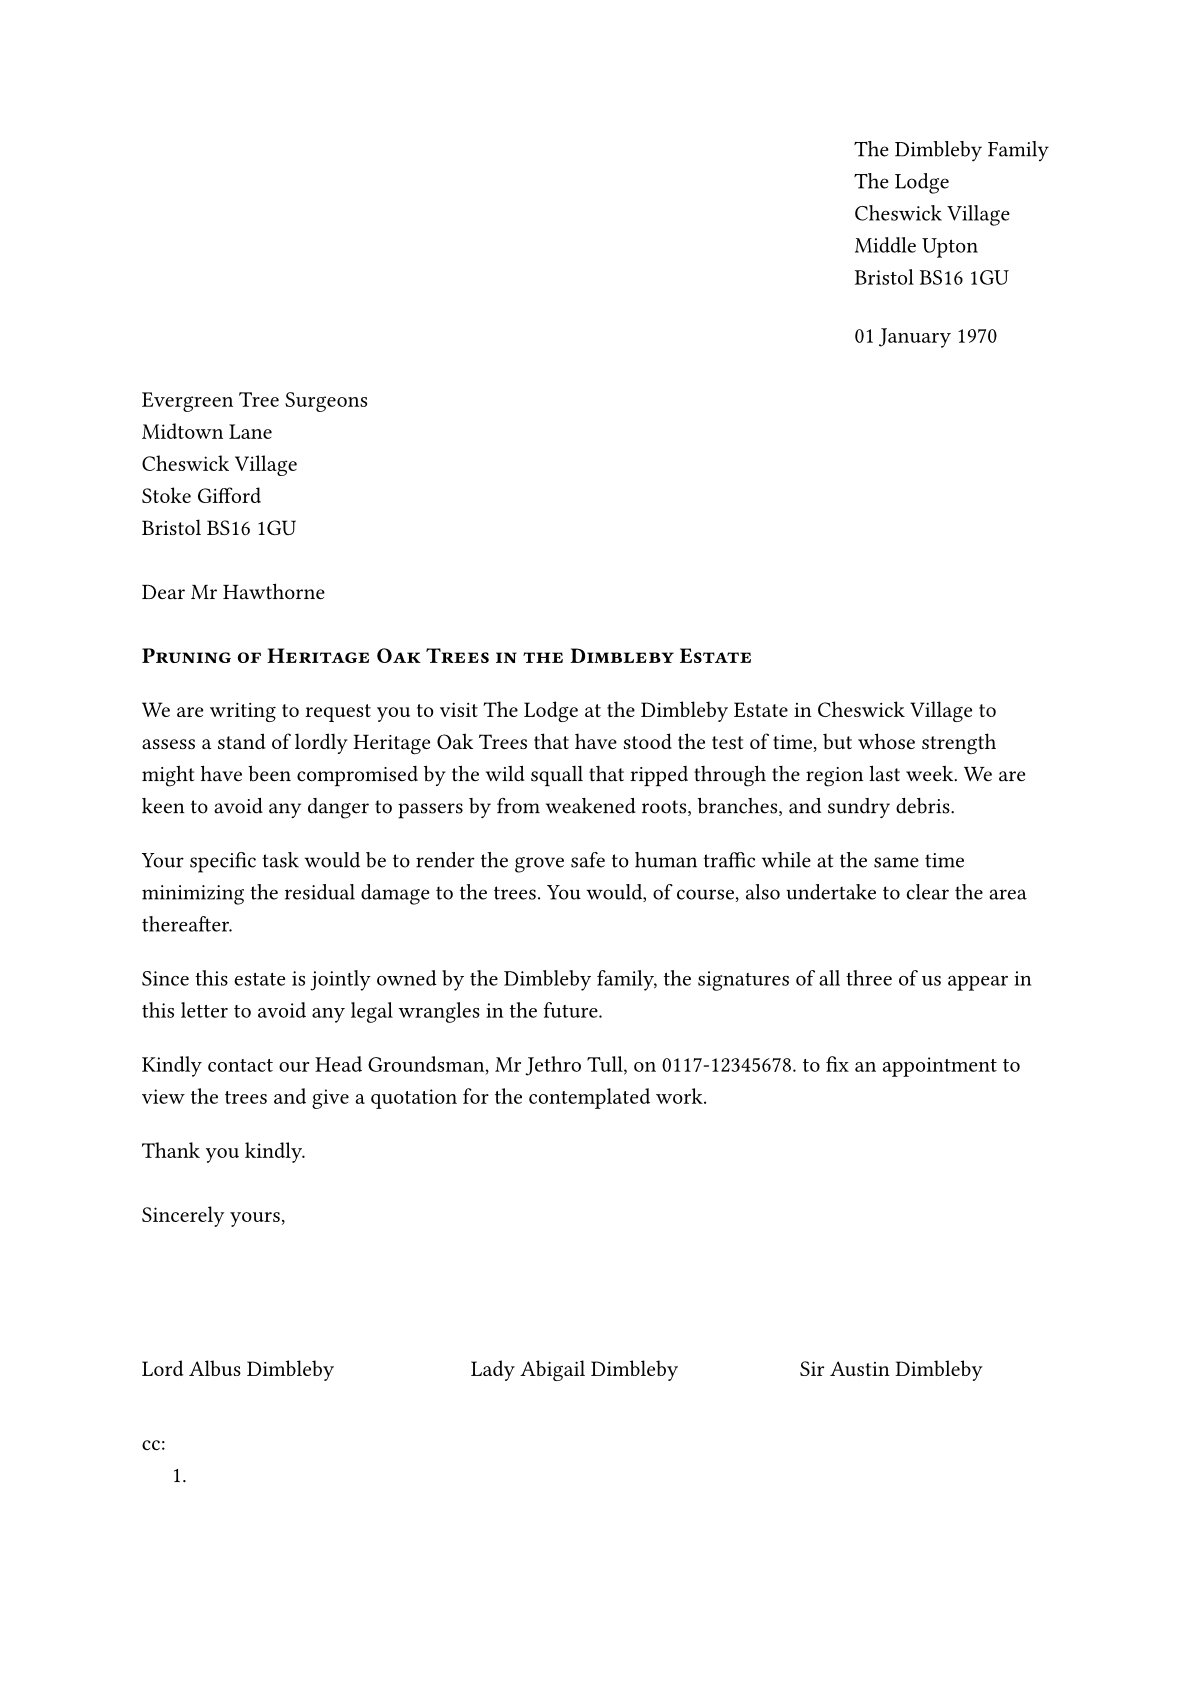 The Dimbleby Family
The Lodge
Cheswick Village
Middle Upton
Bristol BS16 1GU
01 January 1970
Evergreen Tree Surgeons
Midtown Lane
Cheswick Village
Stoke Gifford
Bristol BS16 1GU
Dear Mr Hawthorne
Pruning of Heritage Oak Trees in the Dimbleby Estate
We are writing to request you to visit The Lodge at the Dimbleby Estate in Cheswick Village to
assess a stand of lordly Heritage Oak Trees that have stood the test of time, but whose strength
might have been compromised by the wild squall that ripped through the region last week. We are
keen to avoid any danger to passers by from weakened roots, branches, and sundry debris.
Your specific task would be to render the grove safe to human traffic while at the same time
minimizing the residual damage to the trees. You would, of course, also undertake to clear the area
thereafter.
Since this estate is jointly owned by the Dimbleby family, the signatures of all three of us appear in
this letter to avoid any legal wrangles in the future.
Kindly contact our Head Groundsman, Mr Jethro Tull, on 0117-12345678. to fix an appointment to
view the trees and give a quotation for the contemplated work.
Thank you kindly.
Sincerely yours,
Lord Albus Dimbleby Lady Abigail Dimbleby Sir Austin Dimbleby
cc:
1.